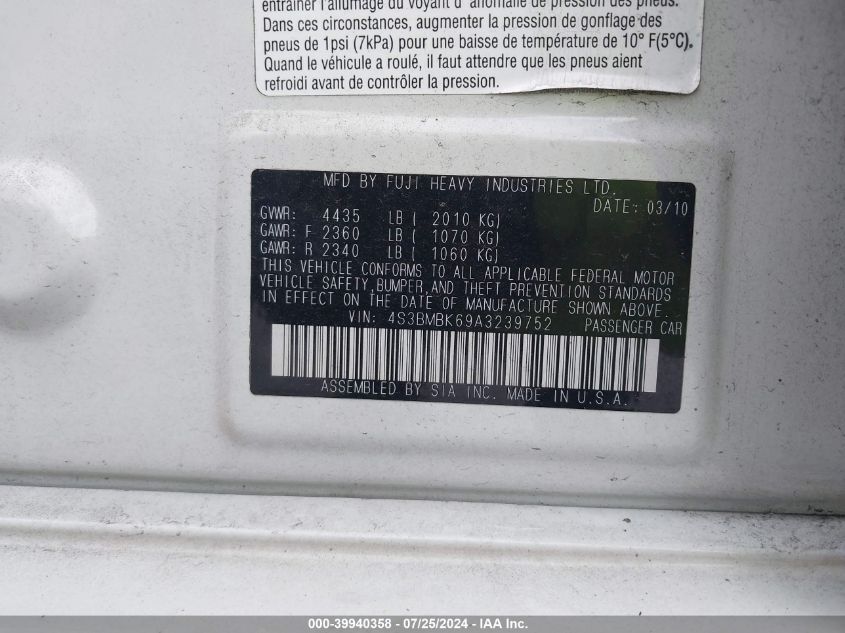 entraîner l'allumage du voyant d' anomalie de pression des pneus.
Dans ces circonstances, augmenter la pression de gonflage des
pneus de 1psi (7kPa) pour une baisse de température de 10° F(5°C).
Quand le véhicule a roulé, il faut attendre que les pneus aient
refroidi avant de contrôler la pression.
MFD BY FUJI HEAVY INDUSTRIES LTD.
DATE: 03/10
GVWR: 4435 LB ( 2010 KG)
GAWR: F 2360 LB ( 1070 KG)
GAWR: R 2340 LB ( 1060 KG)
THIS VEHICLE CONFORMS TO ALL APPLICABLE FEDERAL MOTOR
VEHICLE SAFETY,BUMPER,AND THEFT PREVENTION STANDARDS
IN EFFECT ON THE DATE OF MANUFACTURE SHOWN ABOVE.
VIN: 4S3BMBK69A3239752 PASSENGER CAR
ASSEMBLED BY SIA INC. MADE IN U.S.A.
000-39940358 - 07/25/2024 - IAA Inc.